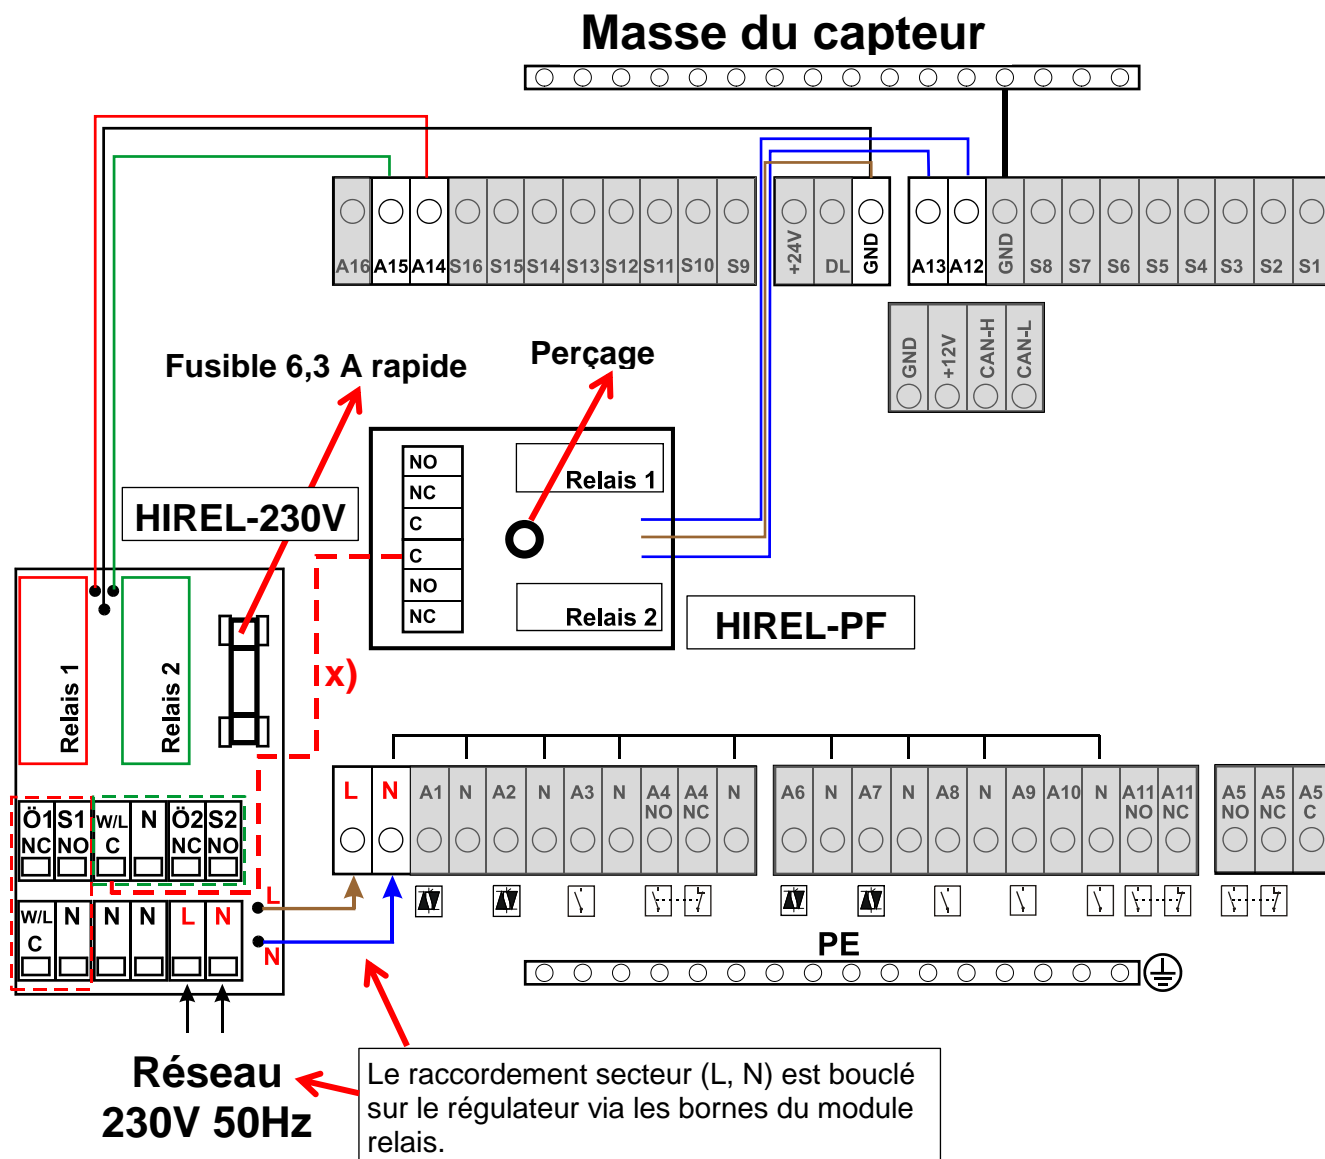 Masse du capteur
A16 A15 A14 S16 S15 S14 S13 S12 S11 S10 S9
+24V DL GND
A13 A12 GND S8 S7 S6 S5 S4 S3 S2 S1
GND +12V CAN-H CAN-L
Fusible 6,3 A rapide
Perçage
HIREL-230V
NO
NC
C
C
NO
NC
Relais 1
Relais 2
HIREL-PF
x)
Relais 1
Relais 2
L N A1 N A2 N A3 N A4 NO A4 NC N
A6 N A7 N A8 N A9 A10 N A11 NO A11 NC
A5 NO A5 NC A5 C
Ö1 NC S1 NO W/L C N Ö2 NC S2 NO
W/L C N N N L N
L
N
PE
Réseau
230V 50Hz
Le raccordement secteur (L, N) est bouclé
sur le régulateur via les bornes du module
relais.